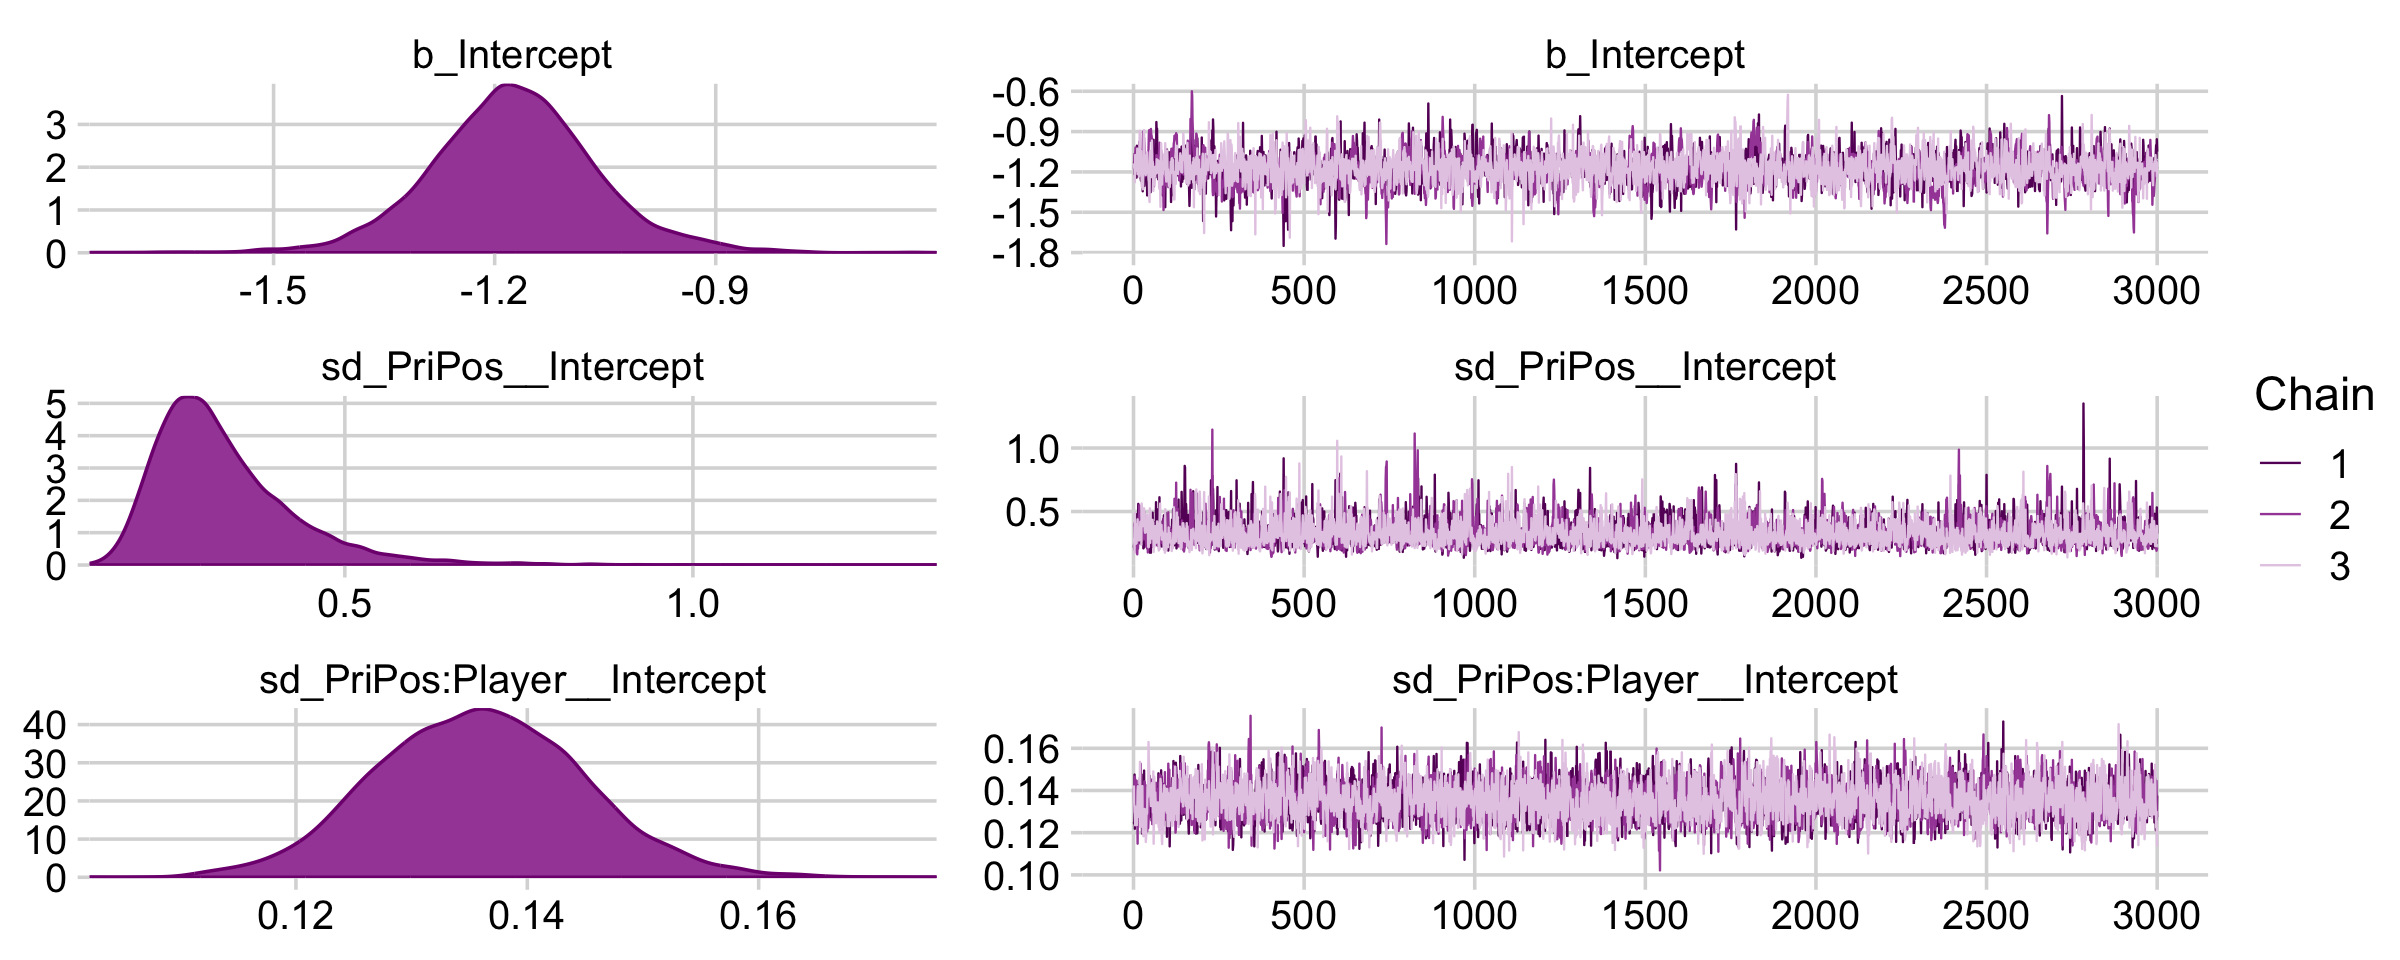 b_Intercept
3
2
1
0
-1.5 -0.9 -1.2
b_Intercept
-0.6
-0.9
-1.2
-1.5
-1.8
0 500 1000 1500 2000 2500 3000
sd_PriPos__Intercept
5
4
3
2
1
0
0.5 1.0
sd_PriPos__Intercept
1.0
0.5
0 500 1000 1500 2000 2500 3000
sd_PriPos:Player__Intercept
40
30
20
10
0
0.12 0.14 0.16
sd_PriPos:Player__Intercept
0.16
0.14
0.12
0.10
0 500 1000 1500 2000 2500 3000
Chain
1
2
3